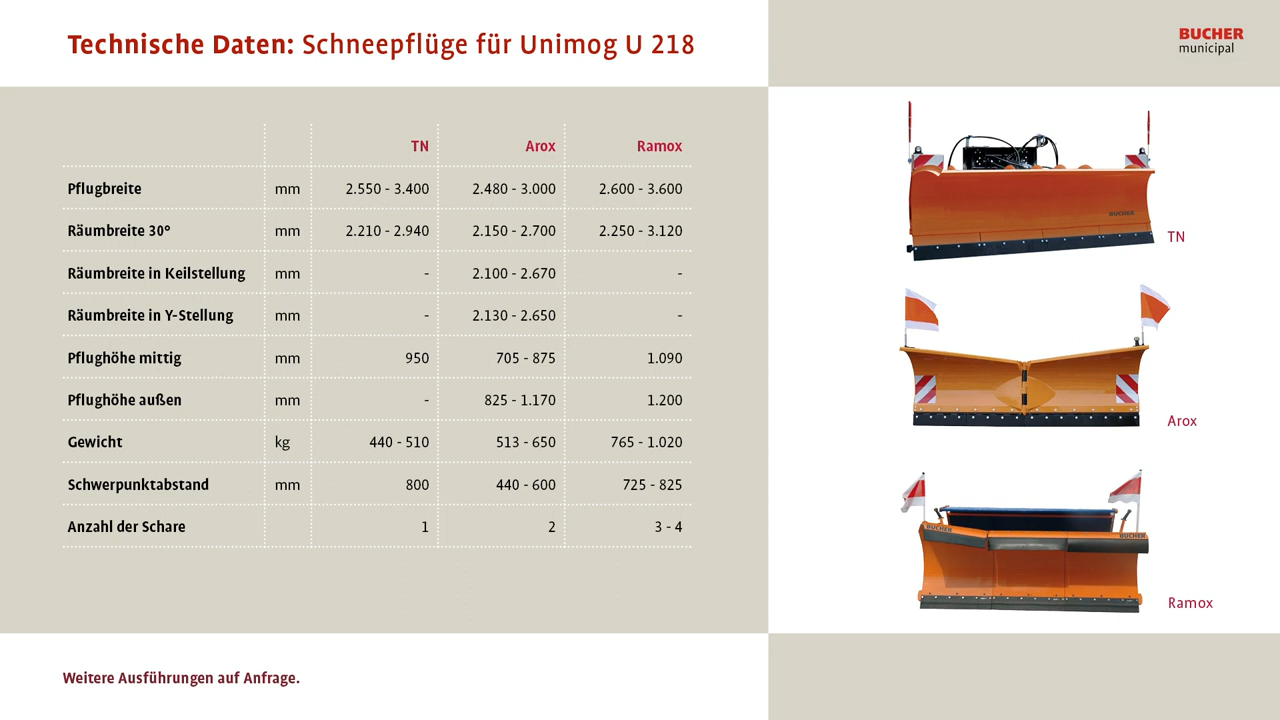 Technische Daten: Schneepflüge für Unimog U 218
BUCHER
municipal
TN Arox Ramox
Pflugbreite mm 2.550 - 3.400 2.480 - 3.000 2.600 - 3.600
Räumbreite 30° mm 2.210 - 2.940 2.150 - 2.700 2.250 - 3.120
Räumbreite in Keilstellung mm - 2.100 - 2.670 -
Räumbreite in Y-Stellung mm - 2.130 - 2.650 -
Pflughöhe mittig mm 950 705 - 875 1.090
Pflughöhe außen mm - 825 - 1.170 1.200
Gewicht kg 440 - 510 513 - 650 765 - 1.020
Schwerpunktabstand mm 800 440 - 600 725 - 825
Anzahl der Schare 1 2 3 - 4
BUCHER
TN
Arox
BUCHER BUCHER
Ramox
Weitere Ausführungen auf Anfrage.